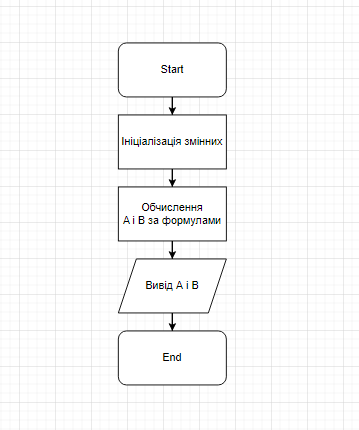 Start
Ініціалізація змінних
Обчислення
А і В за формулами
Вивід А і В
End